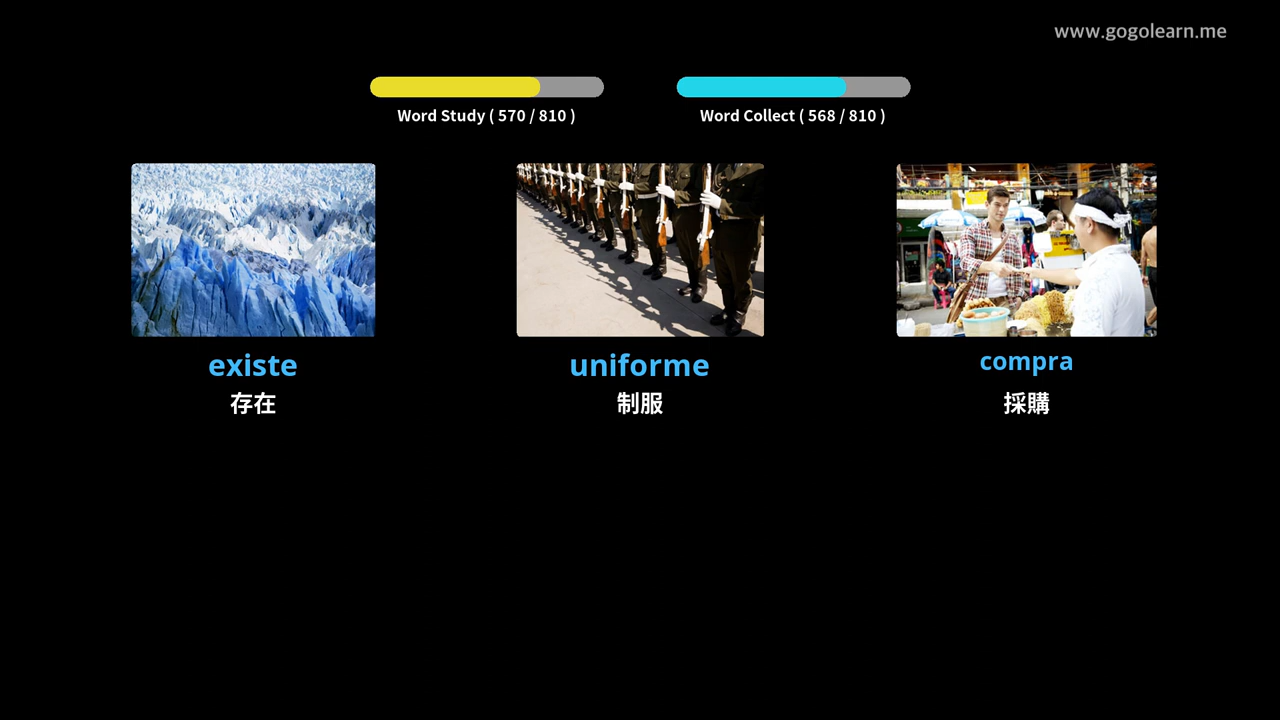 www.gogolearn.me
Word Study ( 570 / 810 )
Word Collect ( 568 / 810 )
existe
存在
uniforme
制服
compra
採購